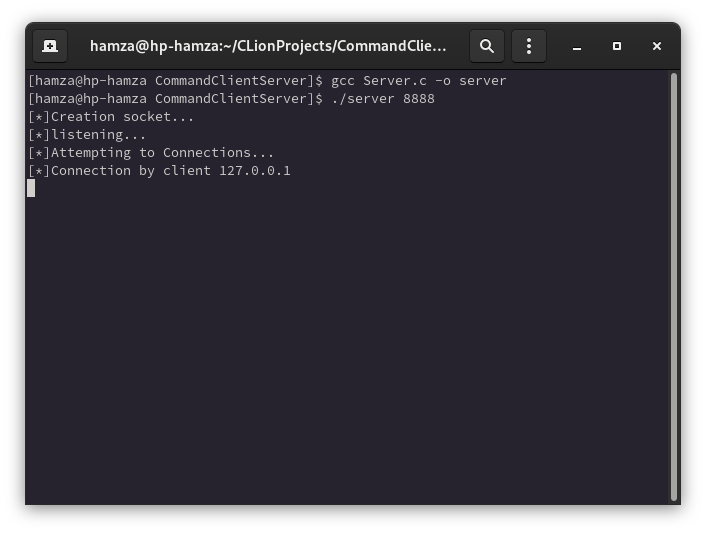 hamza@hp-hamza:~/CLionProjects/CommandClie...
[hamza@hp-hamza CommandClientServer]$ gcc Server.c -o server
[hamza@hp-hamza CommandClientServer]$ ./server 8888
[*]Creation socket...
[*]listening...
[*]Attempting to Connections...
[*]Connection by client 127.0.0.1